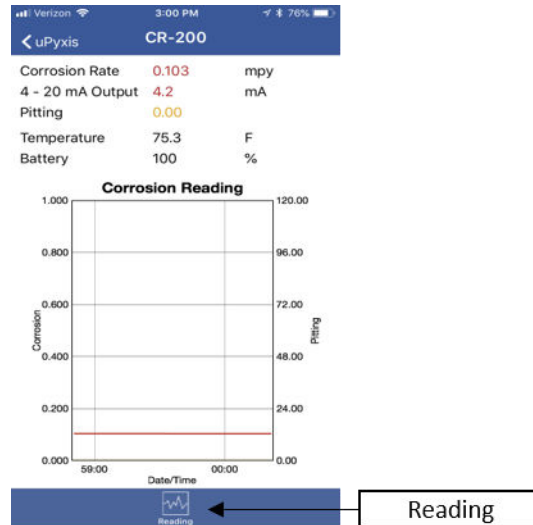 Verizon 3:00 PM 76%
uPyxis CR-200
Corrosion Rate 0.103 mpy
4 - 20 mA Output 4.2 mA
Pitting 0.00
Temperature 75.3 F
Battery 100 %
Corrosion Reading
1.000 120.00
0.800 96.00
0.600 72.00
Corrosion Pitting
0.400 48.00
0.200 24.00
0.000 0.00
59:00 00:00
Date/Time
Reading
Reading